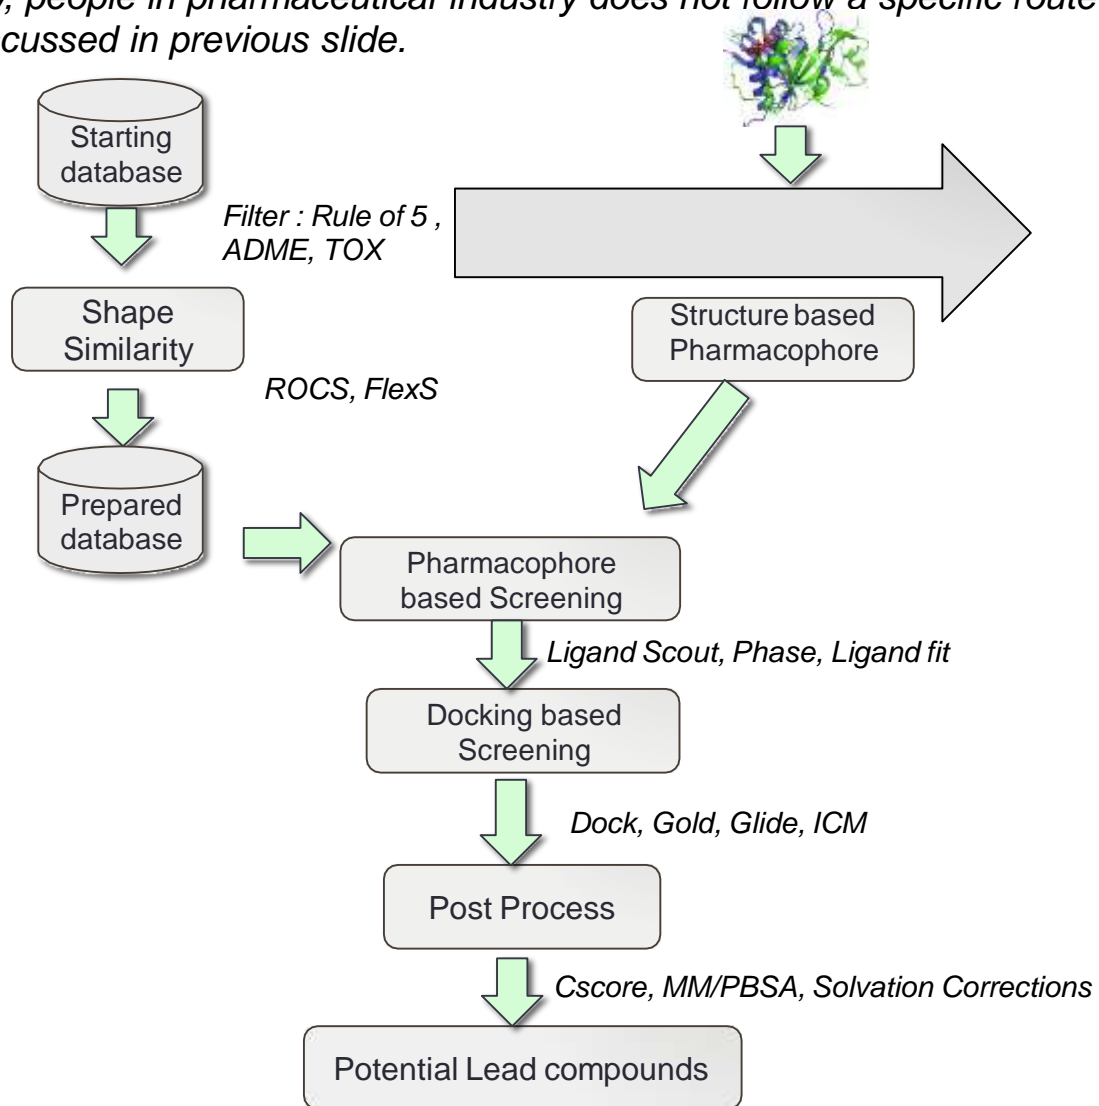 people in pharmaceutical industry does not follow a specific route
cussed in previous slide.
Starting
database
Filter : Rule of 5 ,
ADME, TOX
Shape
Similarity
Structure based
Pharmacophore
ROCS, FlexS
Prepared
database
Pharmacophore
based Screening
Ligand Scout, Phase, Ligand fit
Docking based
Screening
Dock, Gold, Glide, ICM
Post Process
Cscore, MM/PBSA, Solvation Corrections
Potential Lead compounds